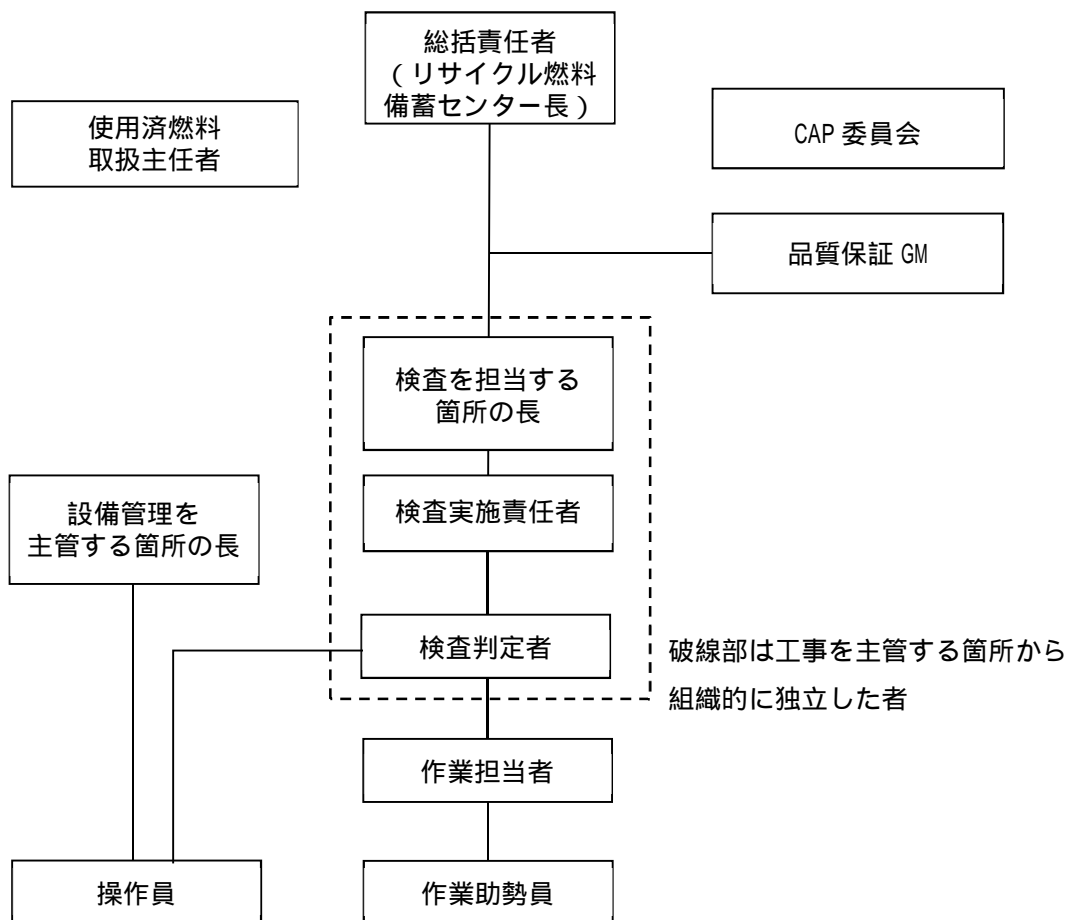 総括責任者
(リサイクル燃料
備蓄センター長)
使用済燃料
取扱主任者
CAP 委員会
品質保証 GM
検査を担当する
箇所の長
検査実施責任者
設備管理を
主管する箇所の長
検査判定者
破線部は工事を主管する箇所から
組織的に独立した者
作業担当者
操作員
作業助勢員